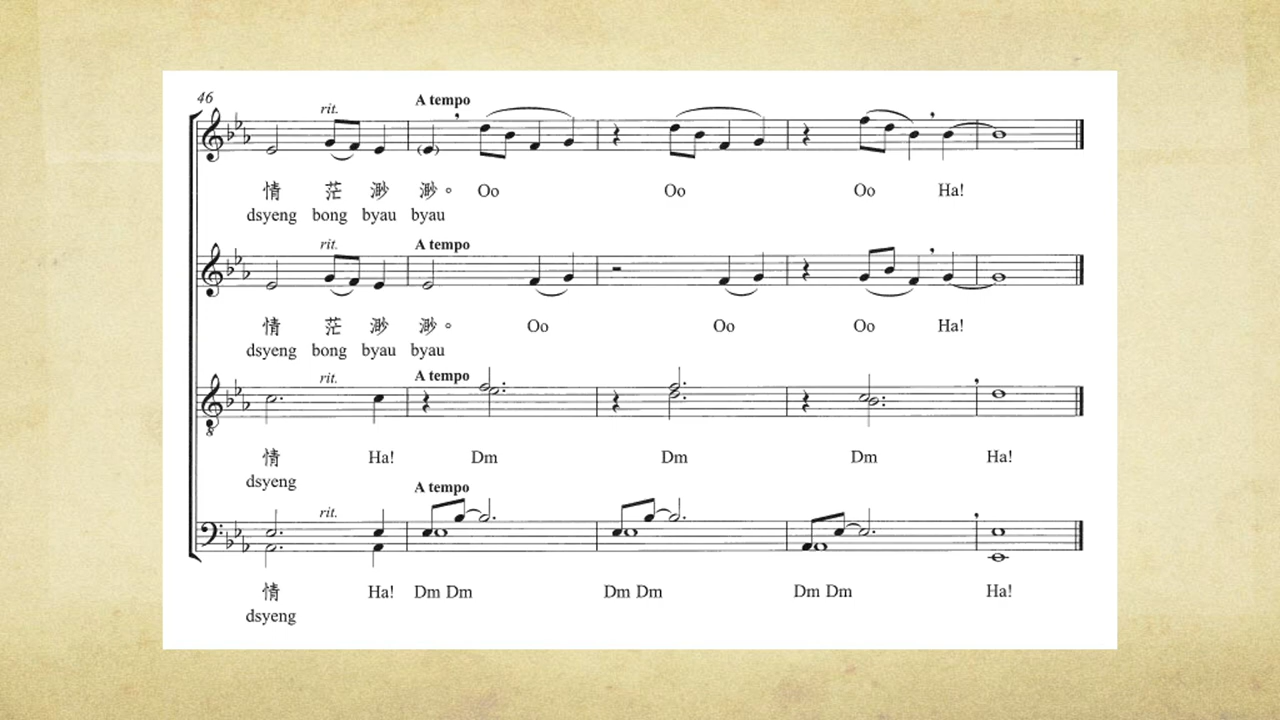 46
rit. A tempo
情 茫 渺 渺。 Oo Oo Oo Ha!
dsyeng bong byau byau
rit. A tempo
情 茫 渺 渺。 Oo Oo Oo Ha!
dsyeng bong byau byau
rit. A tempo
8
情 Ha! Dm Dm Dm Ha!
dsyeng
rit. A tempo
情 Ha! Dm Dm Dm Dm Dm Dm Ha!
dsyeng